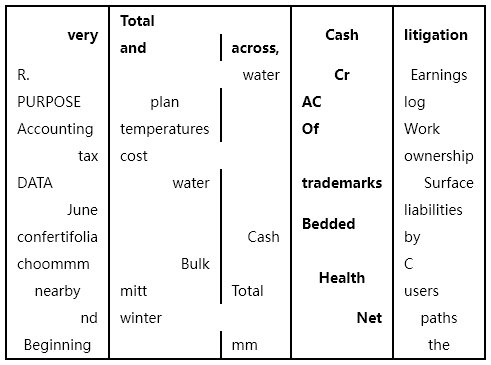 very Total Cash litigation
and across,
R. water Cr Earnings
PURPOSE plan AC log
Accounting temperatures Of Work
tax cost ownership
DATA water trademarks Surface
June Bedded liabilities
confertifolia Cash by
choommm Bulk Health C
nearby mitt Total users
nd winter Net paths
Beginning mm the